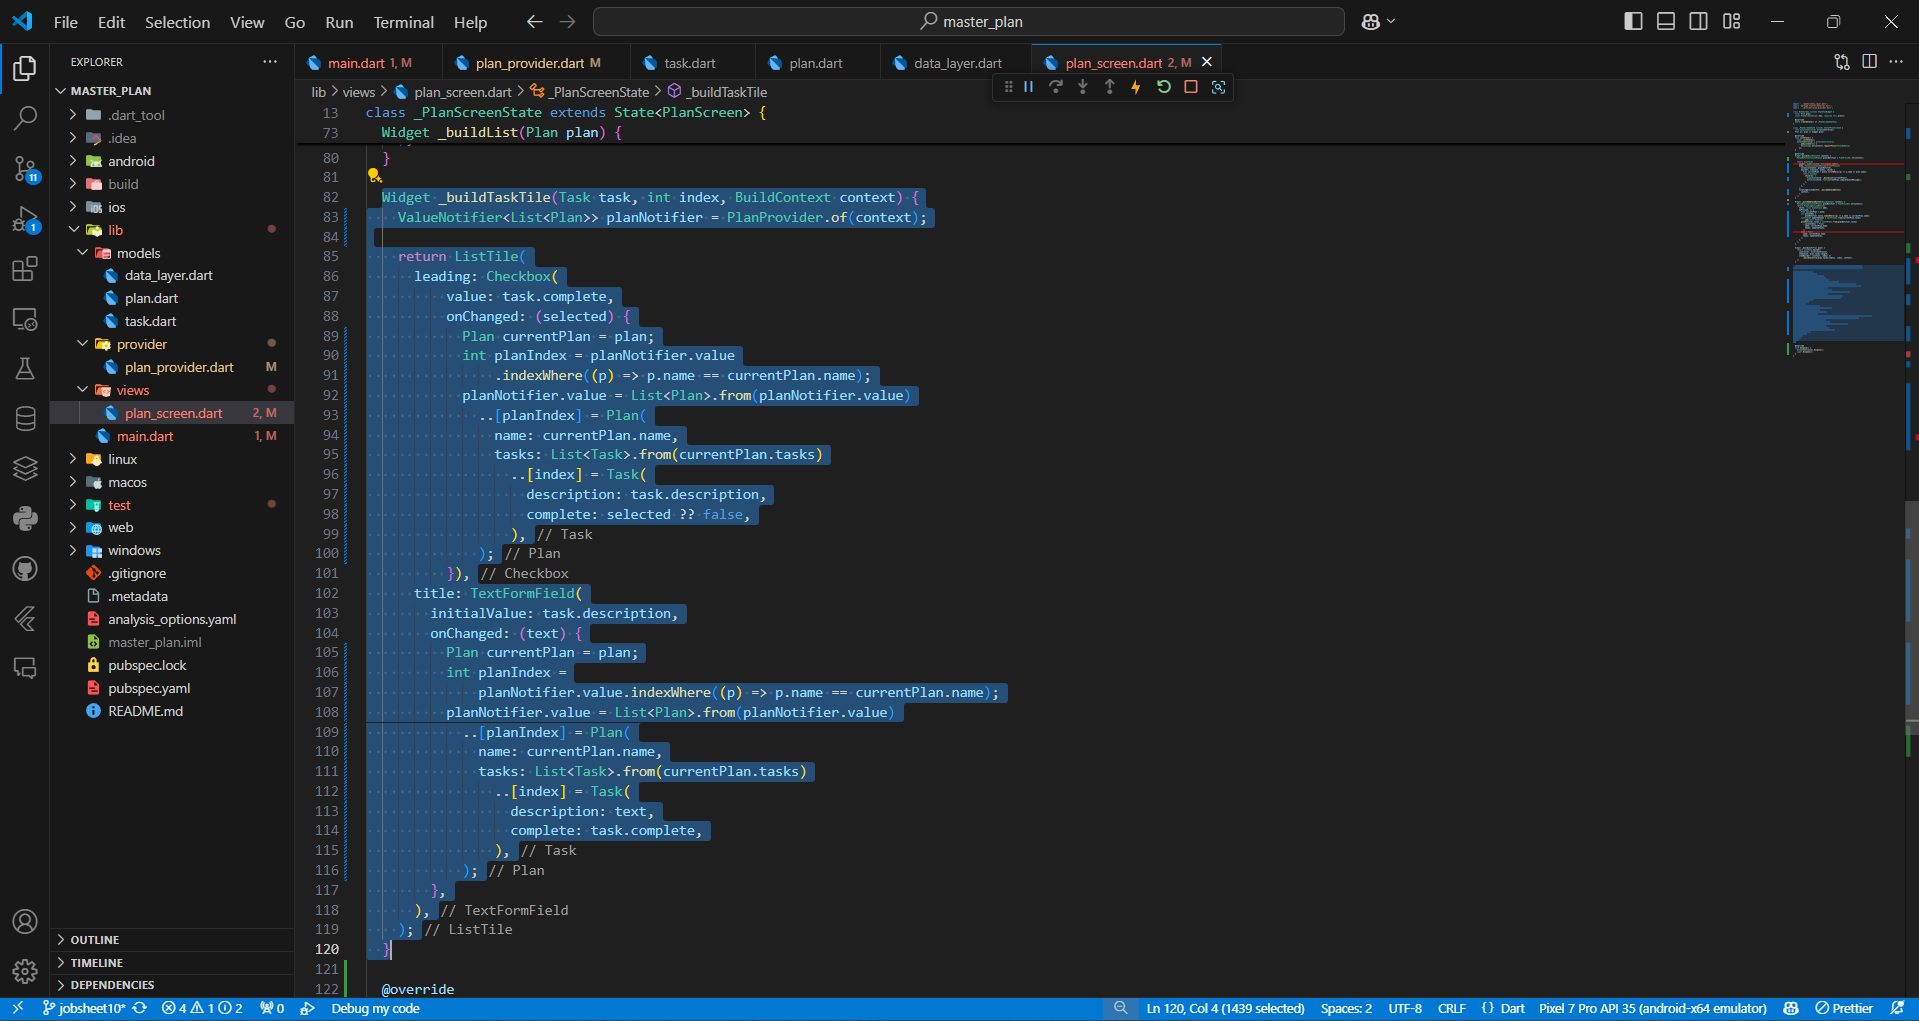 File Edit Selection View Go Run Terminal Help
master_plan
EXPLORER
MASTER_PLAN
.dart_tool
.idea
android
build
ios
lib
models
data_layer.dart
plan.dart
task.dart
provider
plan_provider.dart M
views
plan_screen.dart 2, M
main.dart 1, M
linux
macos
test
web
windows
.gitignore
.metadata
analysis_options.yaml
master_plan.iml
pubspec.lock
pubspec.yaml
README.md
OUTLINE
TIMELINE
DEPENDENCIES
11
1
main.dart 1, M plan_provider.dart M task.dart plan.dart data_layer.dart plan_screen.dart 2, M
lib > views > plan_screen.dart > _PlanScreenState > _buildTaskTile
13 class _PlanScreenState extends State<PlanScreen> {
73 Widget _buildList(Plan plan) {
80 }
81
82 Widget _buildTaskTile(Task task, int index, BuildContext context) {
83 ValueNotifier<List<Plan>> planNotifier = PlanProvider.of(context);
84
85 return ListTile(
86 leading: Checkbox(
87 value: task.complete,
88 onChanged: (selected) {
89 Plan currentPlan = plan;
90 int planIndex = planNotifier.value
91 .indexWhere((p) => p.name == currentPlan.name);
92 planNotifier.value = List<Plan>.from(planNotifier.value)
93 ..[planIndex] = Plan(
94 name: currentPlan.name,
95 tasks: List<Task>.from(currentPlan.tasks)
96 ..[index] = Task(
97 description: task.description,
98 complete: selected ?? false,
99 ), // Task
100 ); // Plan
101 }), // Checkbox
102 title: TextFormField(
103 initialValue: task.description,
104 onChanged: (text) {
105 Plan currentPlan = plan;
106 int planIndex =
107 planNotifier.value.indexWhere((p) => p.name == currentPlan.name);
108 planNotifier.value = List<Plan>.from(planNotifier.value)
109 ..[planIndex] = Plan(
110 name: currentPlan.name,
111 tasks: List<Task>.from(currentPlan.tasks)
112 ..[index] = Task(
113 description: text,
114 complete: task.complete,
115 ), // Task
116 ); // Plan
117 },
118 ), // TextFormField
119 ); // ListTile
120 }
121
122 @override
jobsheet10* 4 1 2 0 Debug my code Ln 120, Col 4 (1439 selected) Spaces: 2 UTF-8 CRLF {} Dart Pixel 7 Pro API 35 (android-x64 emulator) Prettier